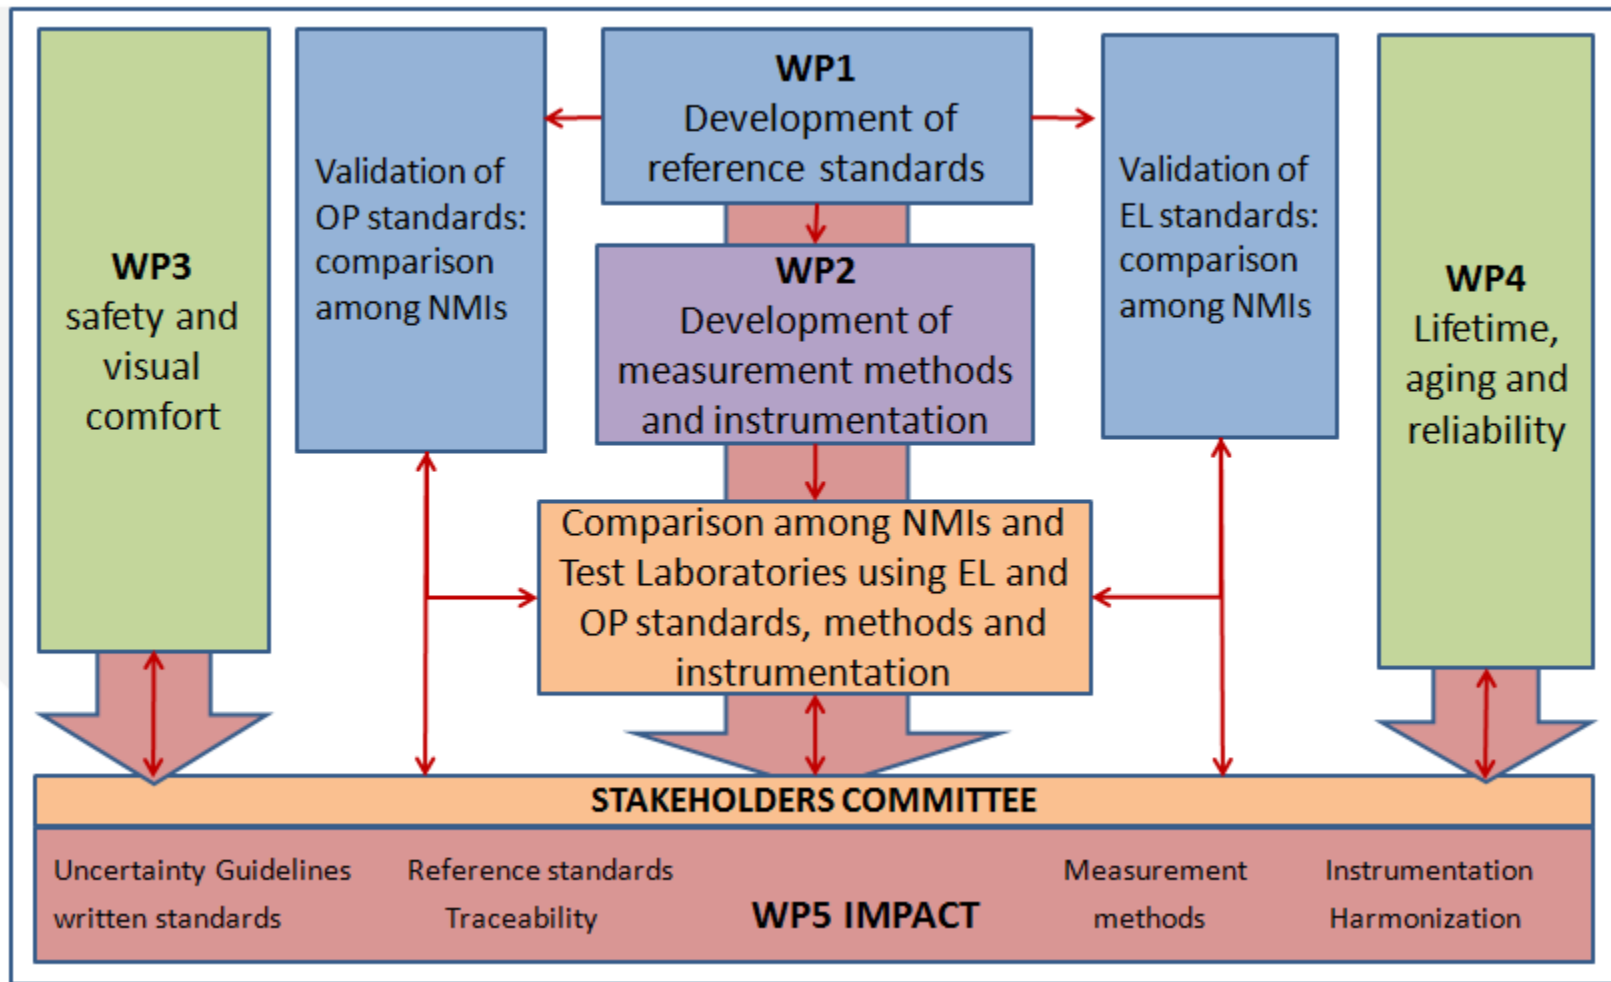 WP3
safety and
visual
comfort
Validation of
OP standards:
comparison
among NMIs
WP1
Development of
reference standards
WP2
Development of
measurement methods
and instrumentation
Comparison among NMIs and
Test Laboratories using EL and
OP standards, methods and
instrumentation
Validation of
EL standards:
comparison
among NMIs
WP4
Lifetime,
aging and
reliability
STAKEHOLDERS COMMITTEE
Uncertainty Guidelines
written standards
Reference standards
Traceability
WP5 IMPACT
Measurement
methods
Instrumentation
Harmonization